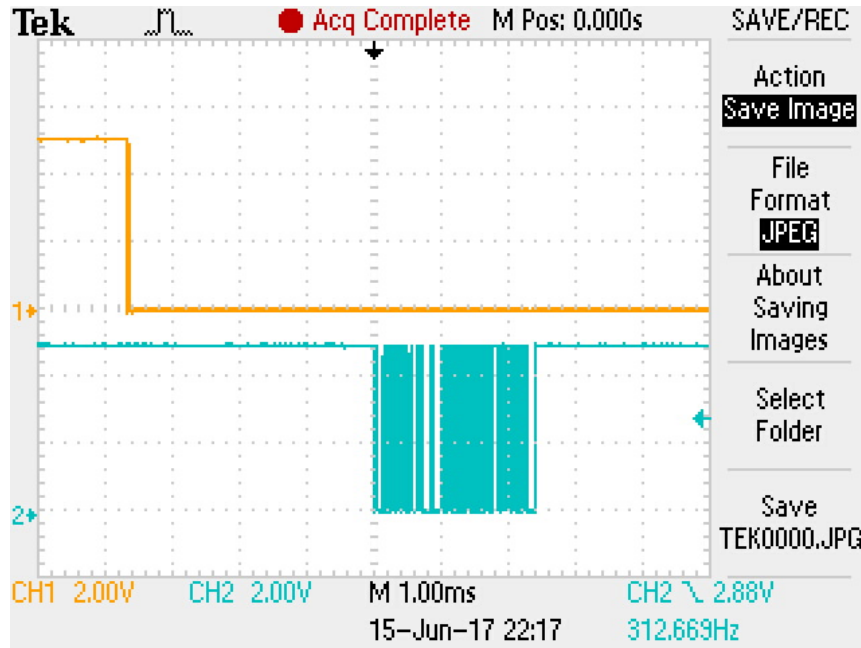 Tek Acq Complete M Pos: 0.000s SAVE/REC
Action
Save Image
File
Format
JPEG
About
Saving
Images
Select
Folder
Save
TEK0000.JPG
1
2
CH1 2.00V CH2 2.00V M 1.00ms CH2 2.88V
15-Jun-17 22:17 312.669Hz